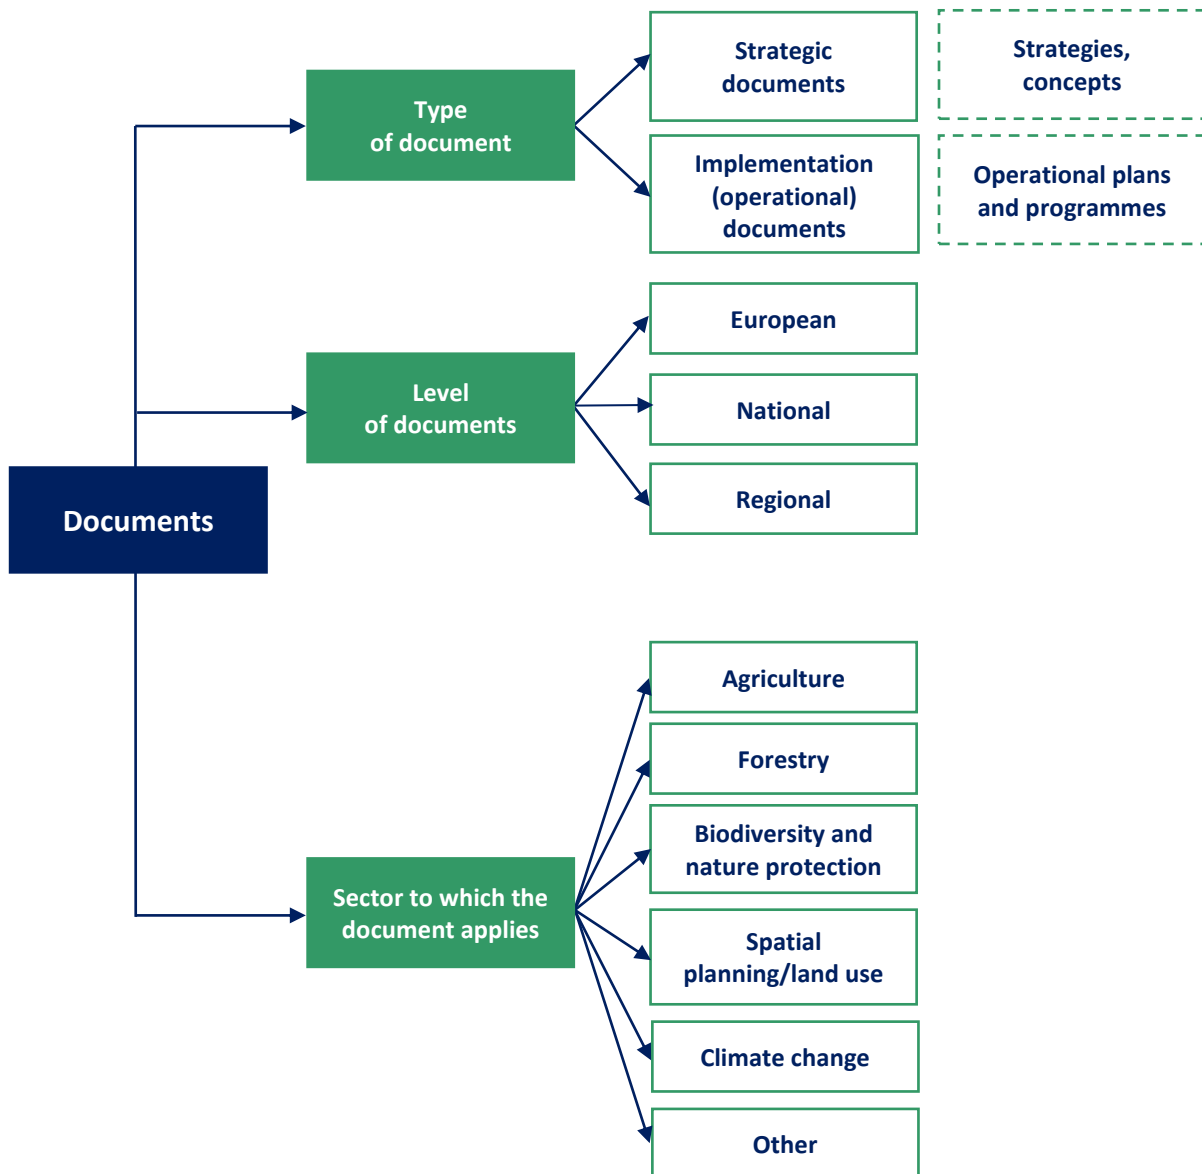 Strategic
documents
Strategies,
concepts
Type
of document
Implementation
(operational)
documents
Operational plans
and programmes
European
Level
of documents
National
Regional
Documents
Agriculture
Forestry
Biodiversity and
nature protection
Sector to which the
document applies
Spatial
planning/land use
Climate change
Other